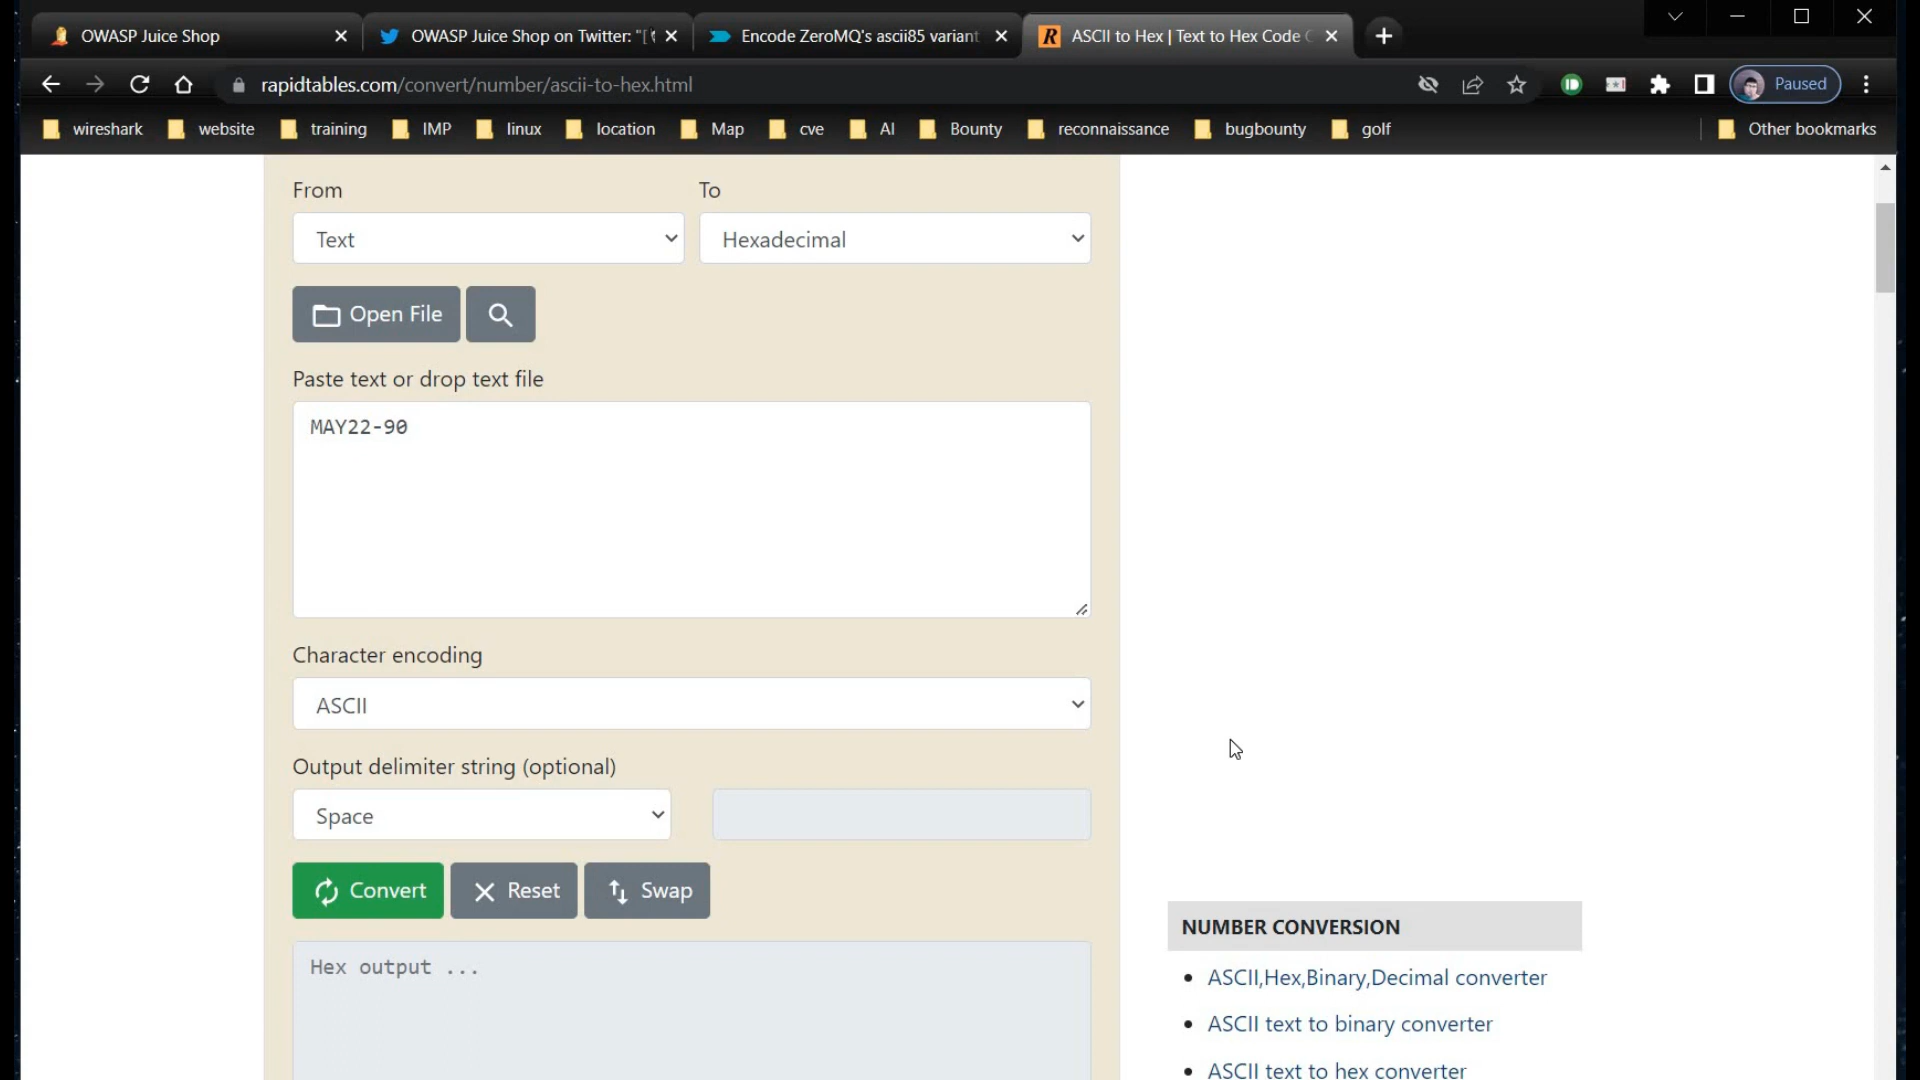 OWASP Juice Shop
OWASP Juice Shop on Twitter: "[
Encode ZeroMQ's ascii85 variant
ASCII to Hex | Text to Hex Code
rapidtables.com/convert/number/ascii-to-hex.html
Paused
wireshark
website
training
IMP
linux
location
Map
cve
AI
Bounty
reconnaissance
bugbounty
golf
Other bookmarks
From
To
Text
Hexadecimal
Open File
Paste text or drop text file
MAY22-90
Character encoding
ASCII
Output delimiter string (optional)
Space
Convert
Reset
Swap
Hex output ...
NUMBER CONVERSION
ASCII,Hex,Binary,Decimal converter
ASCII text to binary converter
ASCII text to hex converter